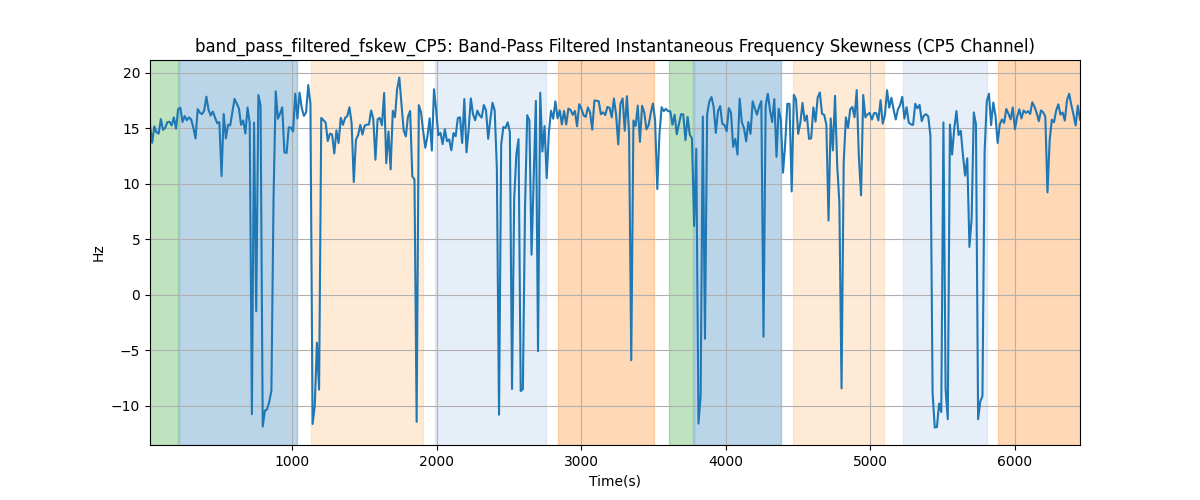 band_pass_filtered_fskew_CP5: Band-Pass Filtered Instantaneous Frequency Skewness (CP5 Channel)
20
15
10
5
0
−5
−10
Hz
1000 2000 3000 4000 5000 6000
Time(s)